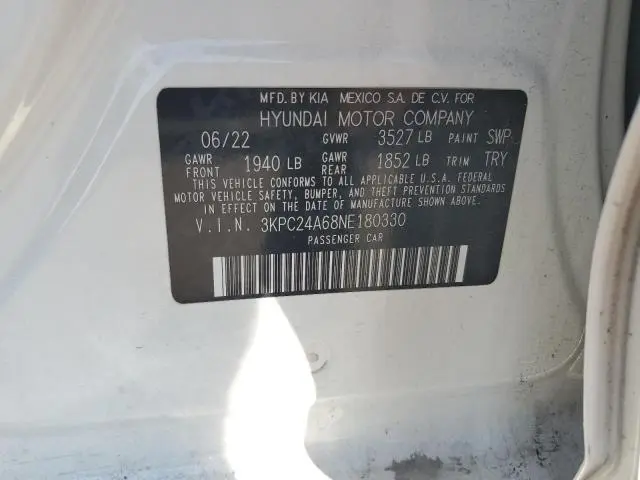 MFD. BY KIA MEXICO S.A. DE C.V. FOR
HYUNDAI MOTOR COMPANY
06/22 GVWR 3527 LB PAINT SWP
GAWR FRONT 1940 LB GAWR REAR 1852 LB TRIM TRY
THIS VEHICLE CONFORMS TO ALL APPLICABLE U.S.A. FEDERAL
MOTOR VEHICLE SAFETY, BUMPER, AND THEFT PREVENTION STANDARDS
IN EFFECT ON THE DATE OF MANUFACTURE SHOWN ABOVE.
V.I.N. 3KPC24A68NE180330
PASSENGER CAR